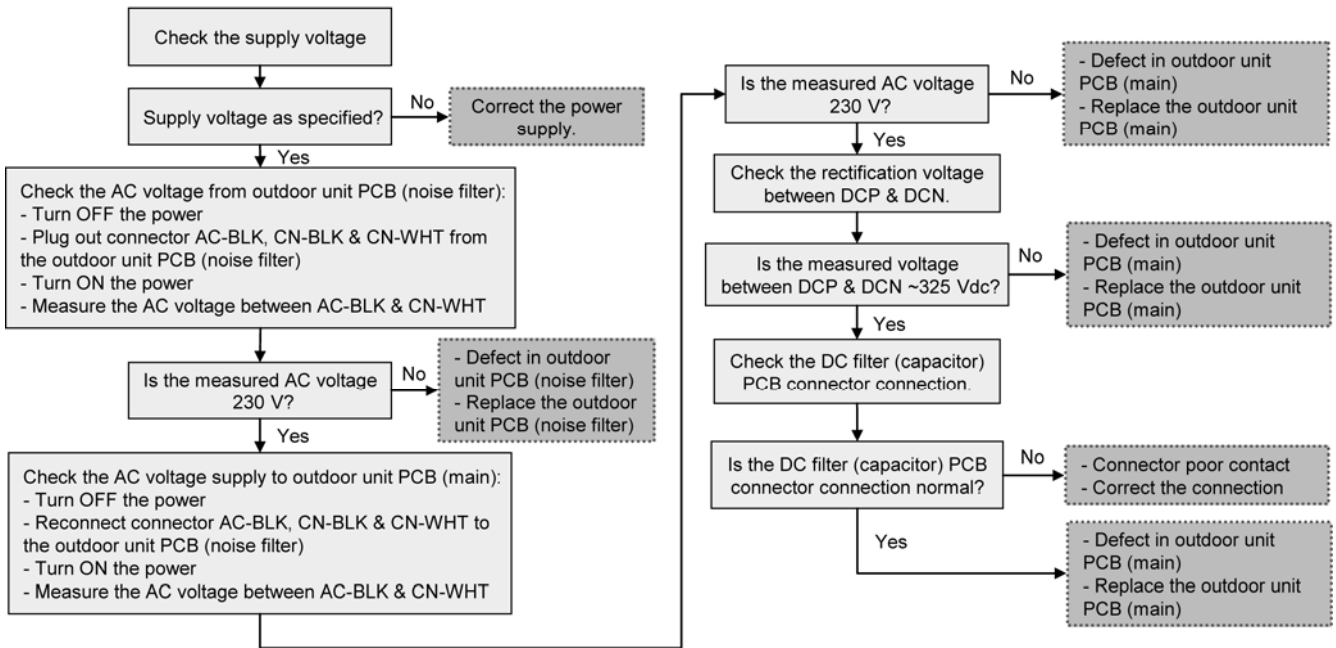 Check the supply voltage
Supply voltage as specified?
No
Correct the power
supply.
Yes
Check the AC voltage from outdoor unit PCB (noise filter):
- Turn OFF the power
- Plug out connector AC-BLK, CN-BLK & CN-WHT from
the outdoor unit PCB (noise filter)
- Turn ON the power
- Measure the AC voltage between AC-BLK & CN-WHT
Is the measured AC voltage
230 V?
No
- Defect in outdoor
unit PCB (noise filter)
- Replace the outdoor
unit PCB (noise filter)
Yes
Check the AC voltage supply to outdoor unit PCB (main):
- Turn OFF the power
- Reconnect connector AC-BLK, CN-BLK & CN-WHT to
the outdoor unit PCB (noise filter)
- Turn ON the power
- Measure the AC voltage between AC-BLK & CN-WHT
Is the measured AC voltage
230 V?
No
- Defect in outdoor unit
PCB (main)
- Replace the outdoor unit
PCB (main)
Yes
Check the rectification voltage
between DCP & DCN.
Is the measured voltage
between DCP & DCN ~325 Vdc?
No
- Defect in outdoor unit
PCB (main)
- Replace the outdoor unit
PCB (main)
Yes
Check the DC filter (capacitor)
PCB connector connection.
Is the DC filter (capacitor) PCB
connector connection normal?
No
- Connector poor contact
- Correct the connection
Yes
- Defect in outdoor unit
PCB (main)
- Replace the outdoor unit
PCB (main)